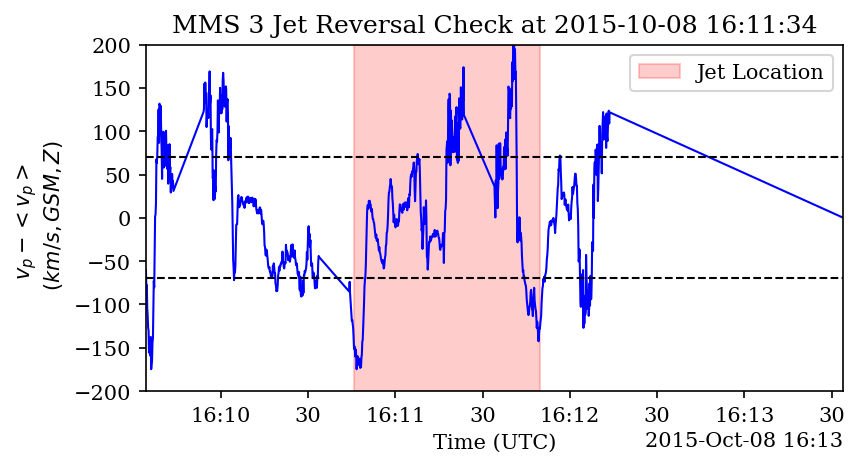 MMS 3 Jet Reversal Check at 2015-10-08 16:11:34
Jet Location
200
150
100
50
0
−50
−100
−150
−200
v_p − < v_p >
(km/s, GSM, Z)
16:10 30 16:11 30 16:12 30 16:13 30
Time (UTC)
2015-Oct-08 16:13